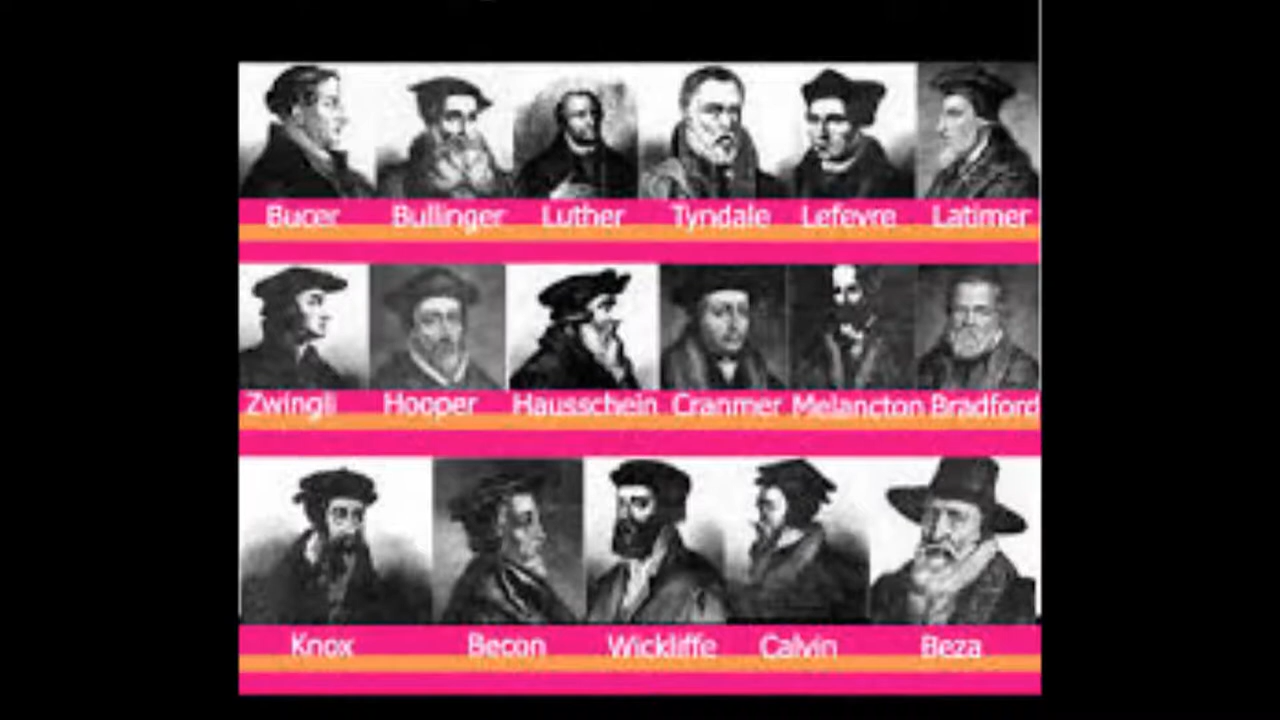 Bucer Bullinger Luther Tyndale Lefevre Latimer
Zwingli Hooper Hausschein Cranmer Melancton Bradford
Knox Becon Wickliffe Calvin Beza